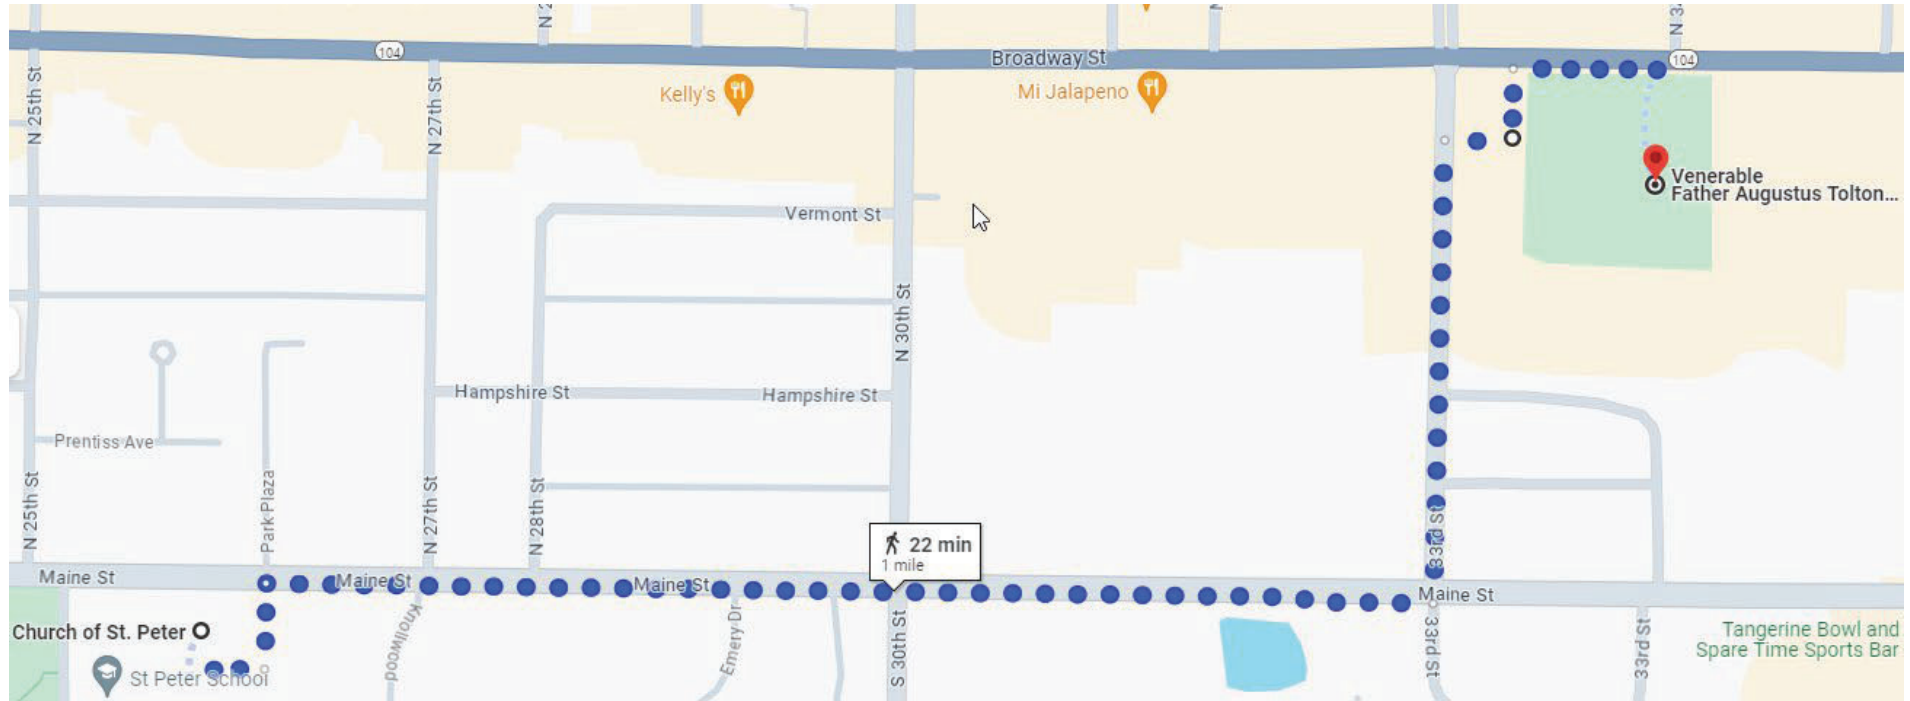 N 2
N 3
104
Broadway St
104
N 25th St
N 27th St
Kelly's
Mi Jalapeno
Venerable
Father Augustus Tolton...
Vermont St
N 30th St
Hampshire St
Hampshire St
Prentiss Ave
N 25th St
Park Plaza
N 27th St
N 28th St
33rd St
22 min
1 mile
Maine St
Maine St
Maine St
Maine St
Church of St. Peter
St Peter School
Knollwood
Emery Dr
S 30th St
33rd St
33rd St
Tangerine Bowl and
Spare Time Sports Bar